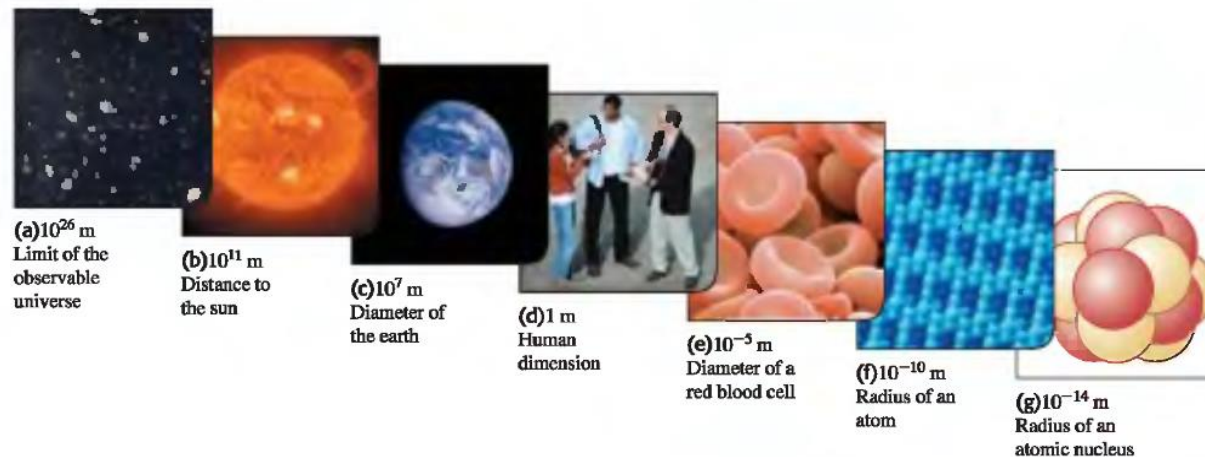 (a)10²⁶ m
Limit of the
observable
universe
(b)10¹¹ m
Distance to
the sun
(c)10⁷ m
Diameter of
the earth
(d)1 m
Human
dimension
(e)10⁻⁵ m
Diameter of a
red blood cell
(f)10⁻¹⁰ m
Radius of an
atom
(g)10⁻¹⁴ m
Radius of an
atomic nucleus